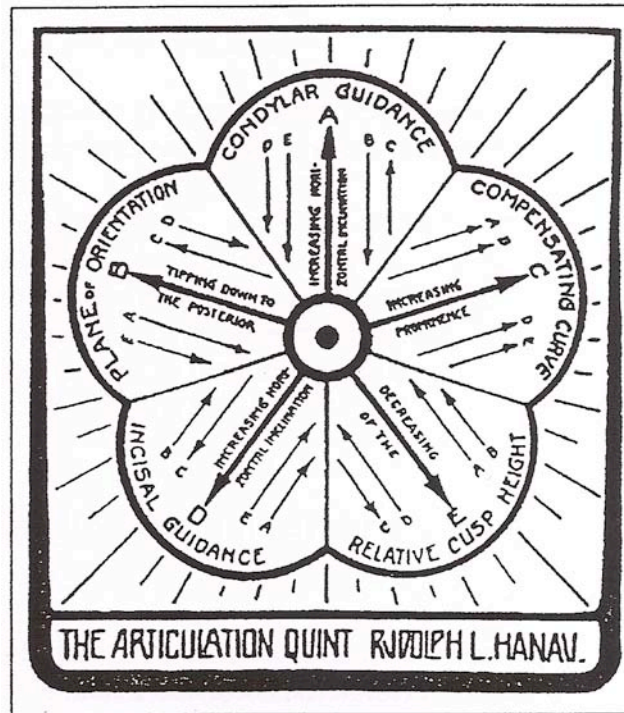 CONDYLAR GUIDANCE
A
D E
B C
INCREASING HORI-
ZONTAL INCLINATION
PLANE OF ORIENTATION
B
C D
TIPPING DOWN TO
THE POSTERIOR
E A
COMPENSATING CURVE
C
A
INCREASING
PROMINENCE
D
E
INCISAL GUIDANCE
D
B C
INCREASING HORI-
ZONTAL INCLINATION
E A
RELATIVE CUSP HEIGHT
E
DECREASING
OF THE
A B
D
THE ARTICULATION QUINT RUDOLPH L. HANAU.